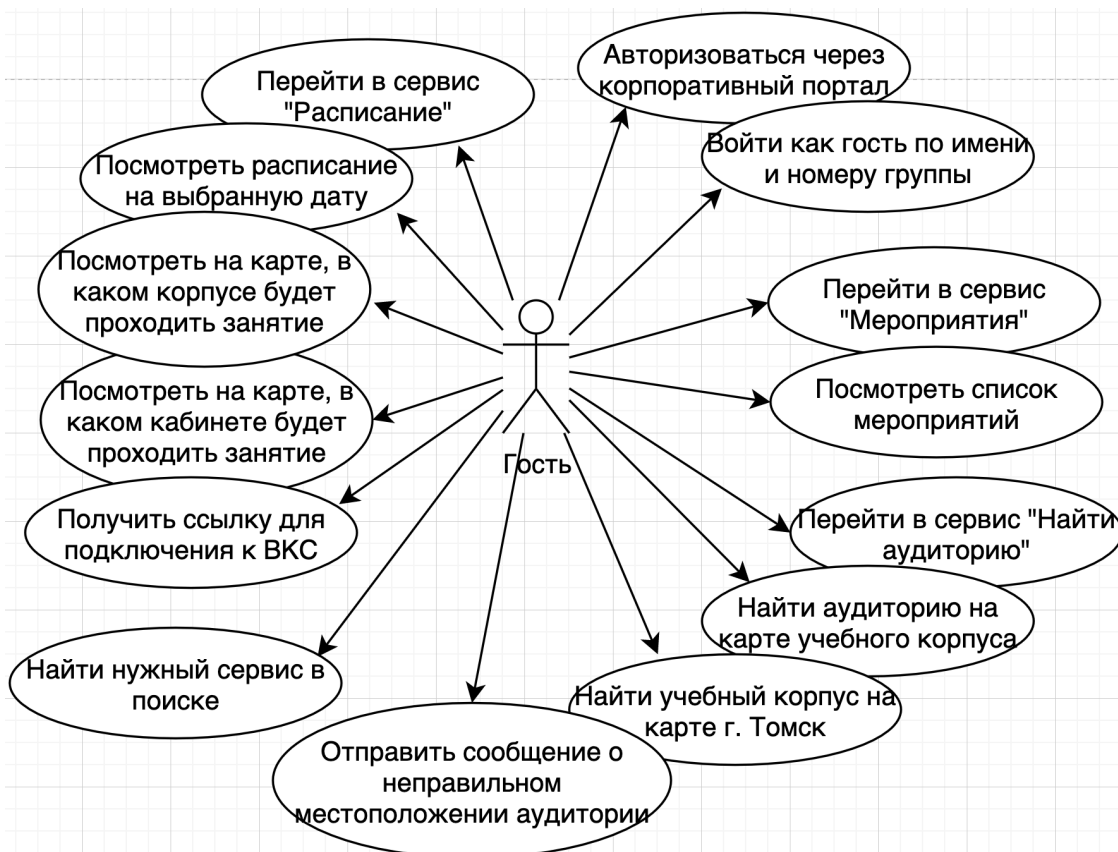 Перейти в сервис
"Расписание"
Авторизоваться через
корпоративный портал
Посмотреть расписание
на выбранную дату
Войти как гость по имени
и номеру группы
Посмотреть на карте, в
каком корпусе будет
проходить занятие
Перейти в сервис
"Мероприятия"
Посмотреть на карте, в
каком кабинете будет
проходить занятие
Посмотреть список
мероприятий
Гость
Получить ссылку для
подключения к ВКС
Перейти в сервис "Найти
аудиторию"
Найти аудиторию на
карте учебного корпуса
Найти нужный сервис в
поиске
Найти учебный корпус на
карте г. Томск
Отправить сообщение о
неправильном
местоположении аудитории